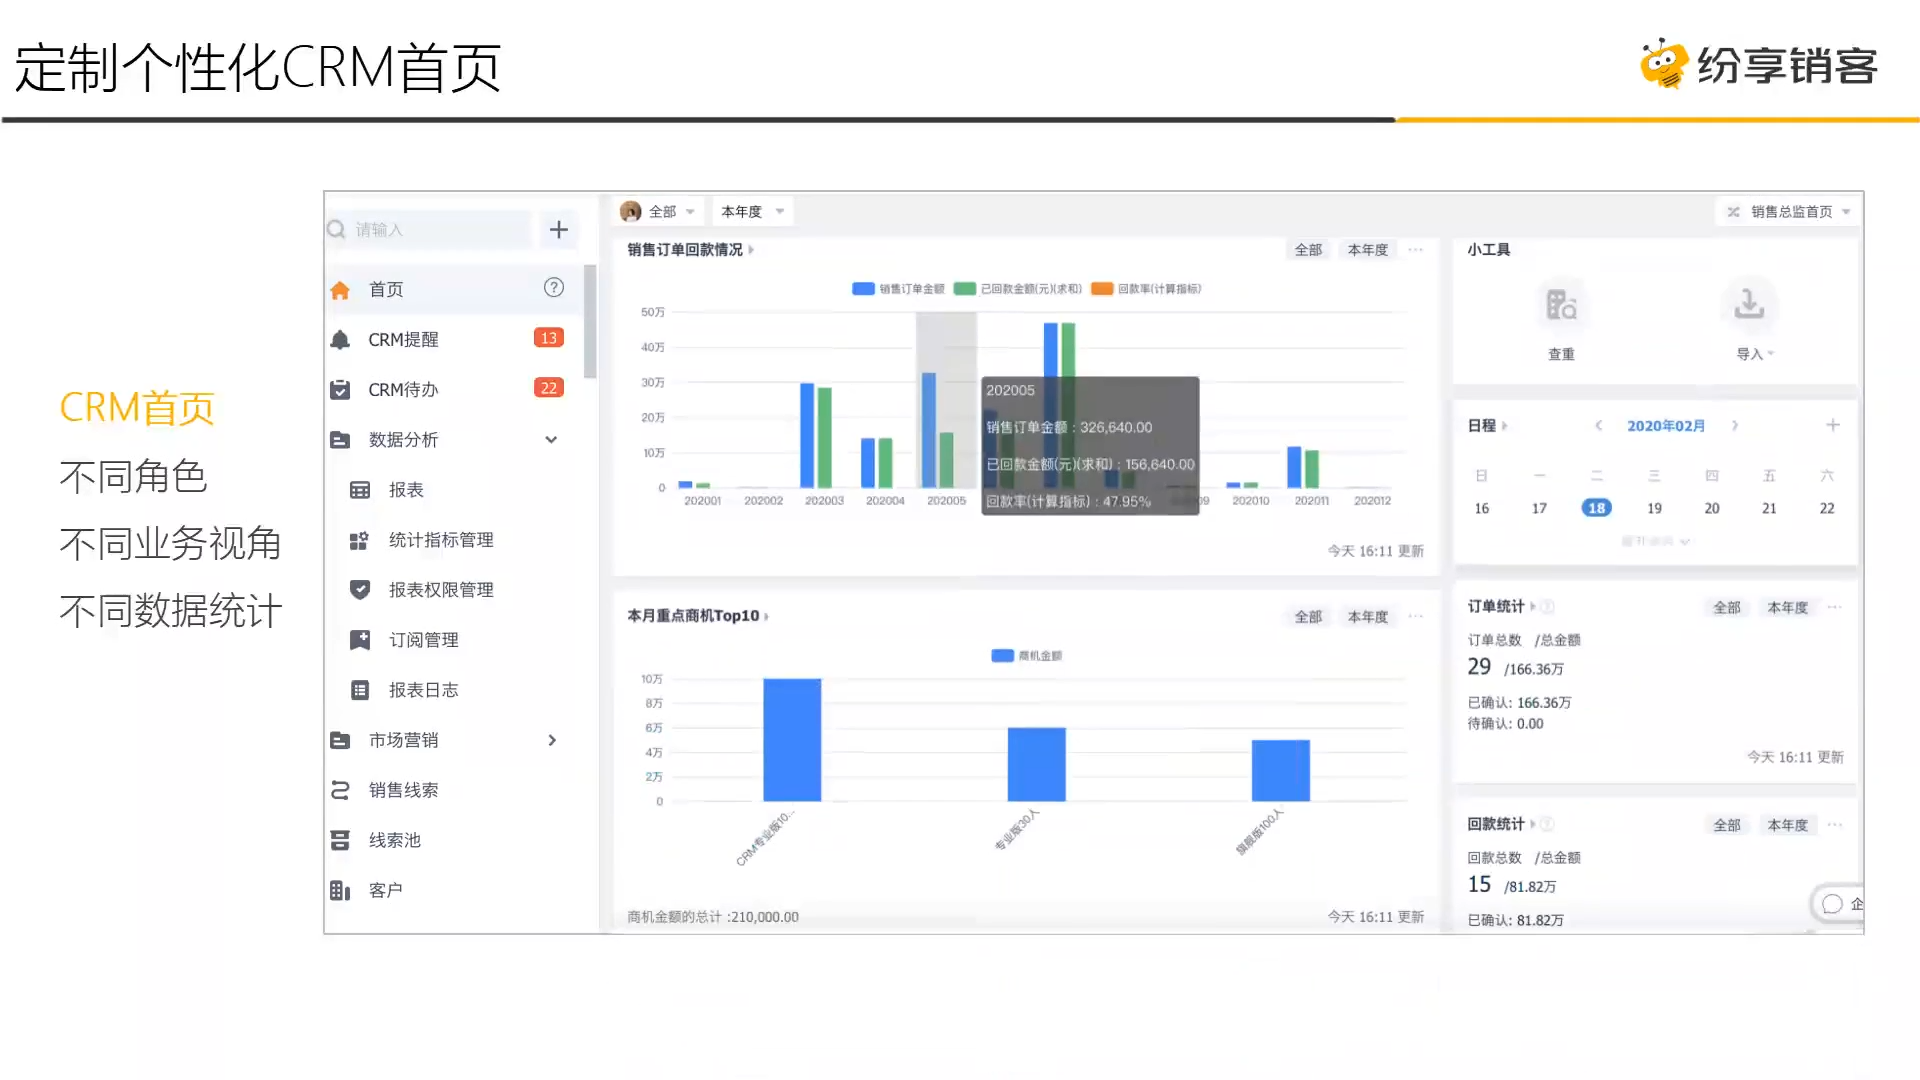 定制个性化CRM首页
纷享销客
CRM首页
不同角色
不同业务视角
不同数据统计
请输入
首页
CRM提醒 13
CRM待办 22
数据分析
报表
统计指标管理
报表权限管理
订阅管理
报表日志
市场营销
销售线索
线索池
客户
全部 本年度 销售总监首页
销售订单回款情况 全部 本年度
销售订单金额 已回款金额(元)(求和) 回款率(计算指标)
50万
40万
30万
20万
10万
0
202001 202002 202003 202004 202005 09 202010 202011 202012
202005
销售订单金额 : 326,640.00
已回款金额(元)(求和) : 156,640.00
回款率(计算指标) : 47.95%
今天 16:11 更新
本月重点商机Top10 全部 本年度
商机金额
10万
8万
6万
4万
2万
0
CRM专业版10... 专业版30人 旗舰版100人
商机金额的总计 :210,000.00 今天 16:11 更新
小工具
查重 导入
日程 2020年02月
日 一 二 三 四 五 六
16 17 18 19 20 21 22
订单统计 全部 本年度
订单总数 /总金额
29 /166.36万
已确认: 166.36万
待确认: 0.00
今天 16:11 更新
回款统计 全部 本年度
回款总数 /总金额
15 /81.82万
已确认: 81.82万
企